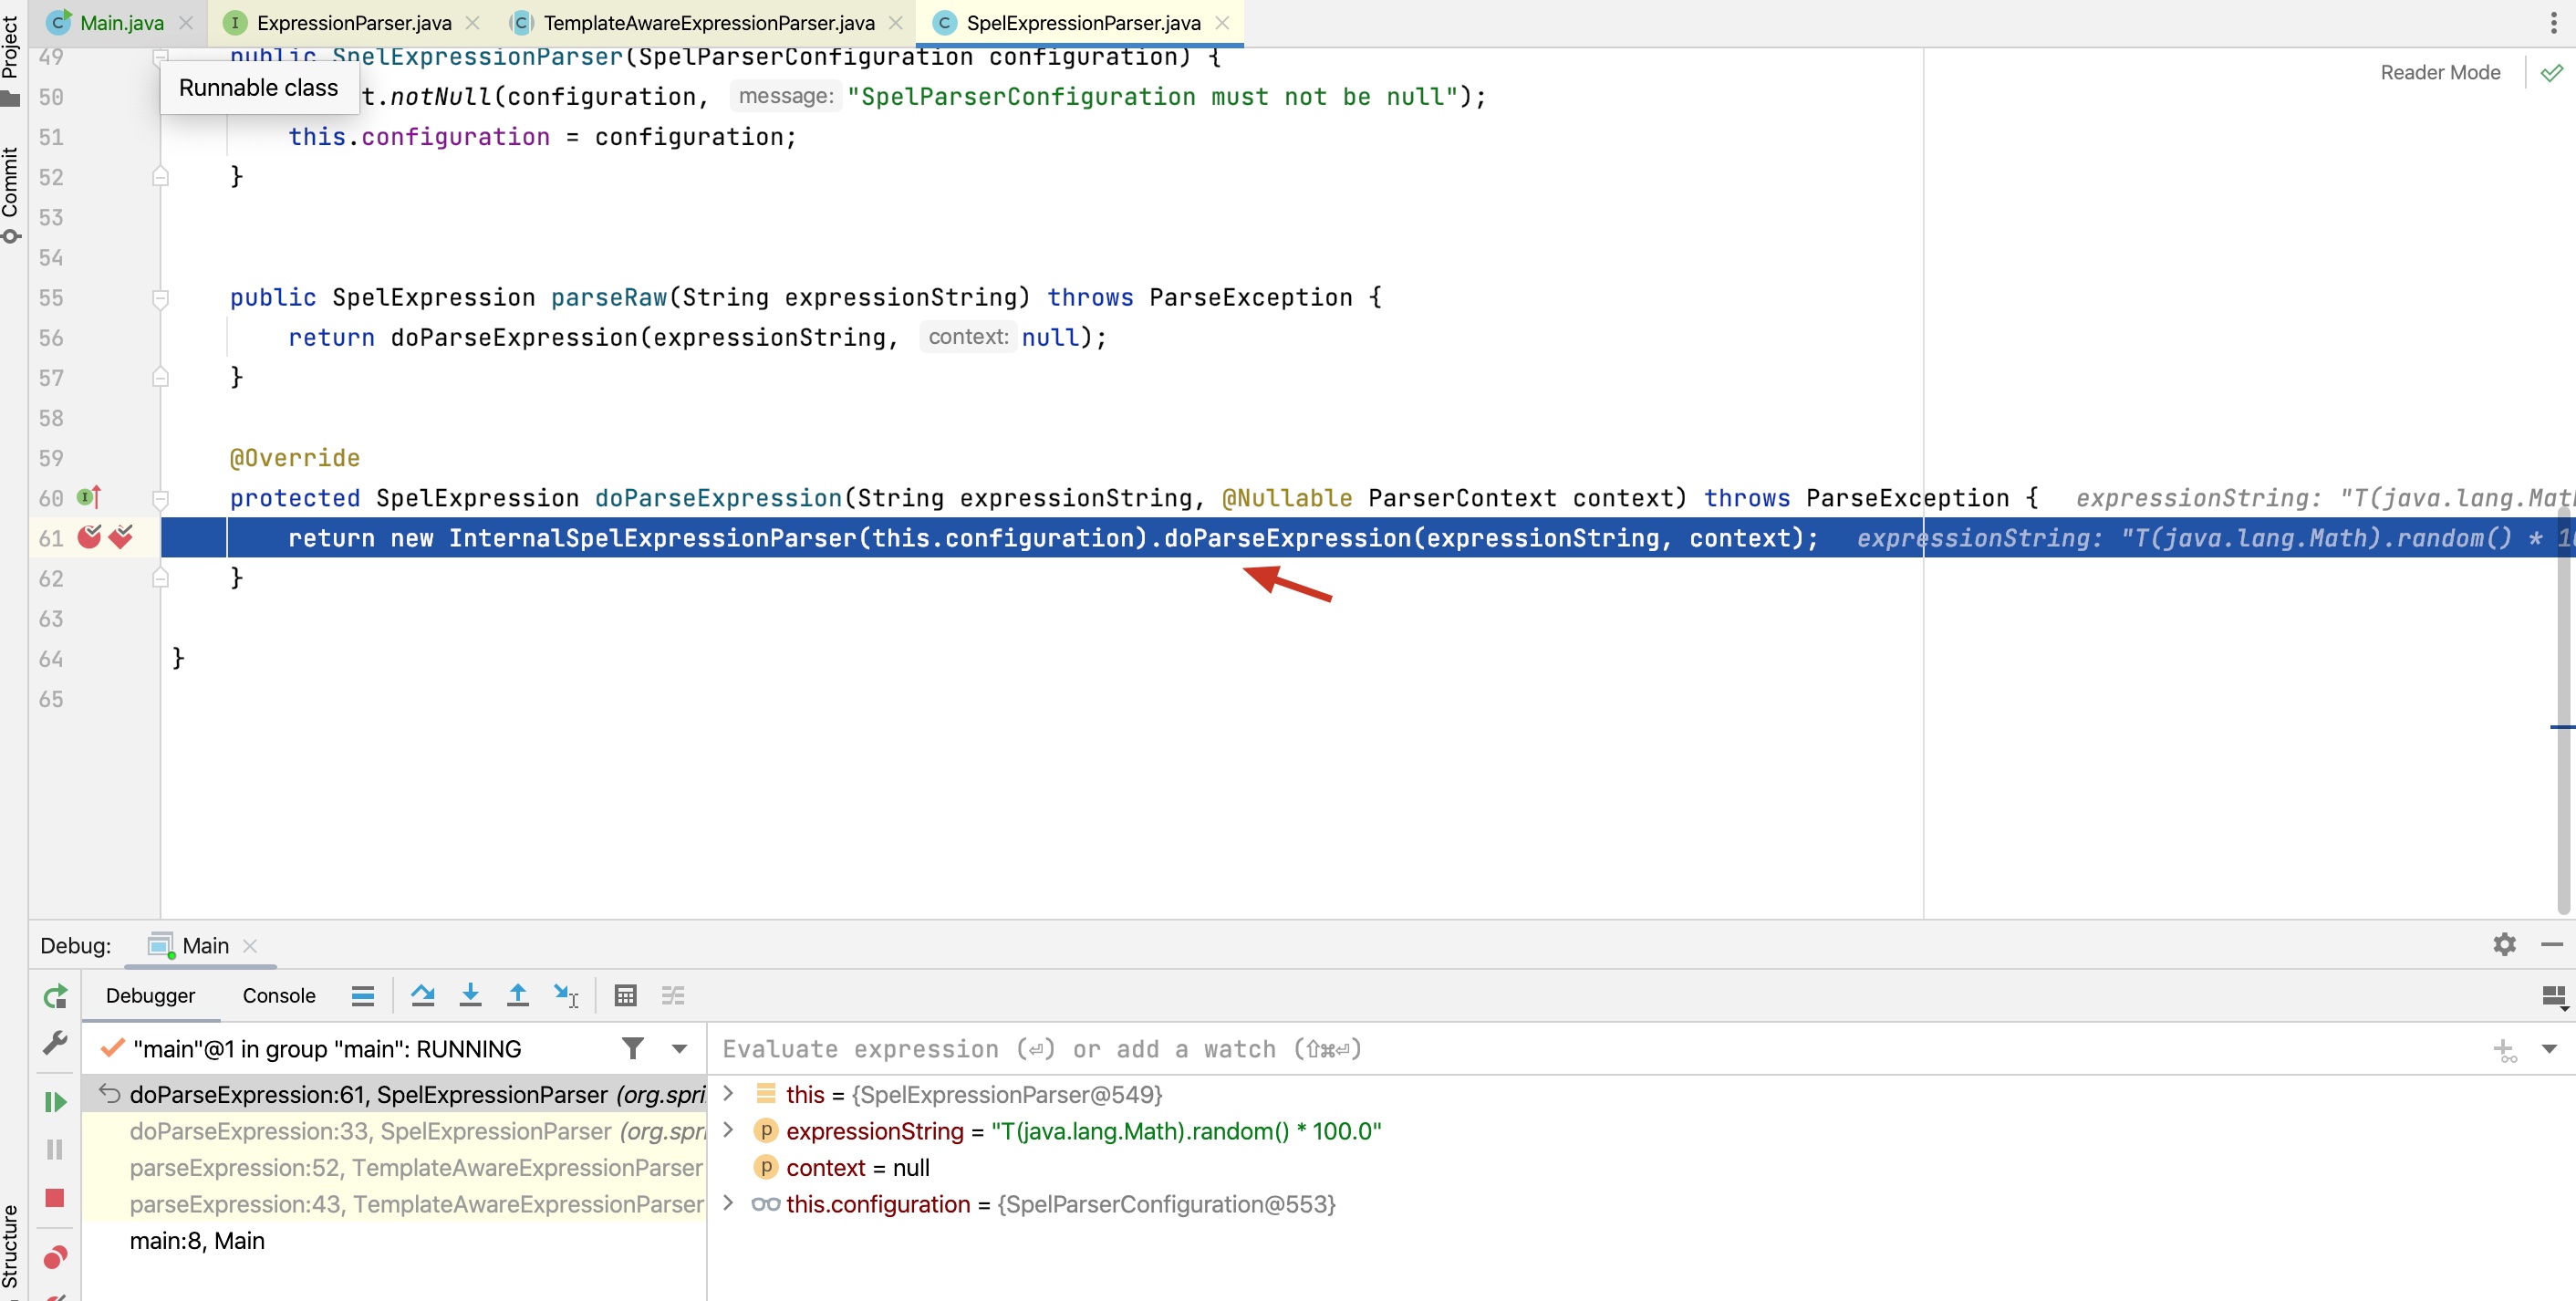 Project
Commit
Structure
Main.java
ExpressionParser.java
TemplateAwareExpressionParser.java
SpelExpressionParser.java
Reader Mode
Runnable class
49 public SpelExpressionParser(SpelParserConfiguration configuration) {
50 t.notNull(configuration, message: "SpelParserConfiguration must not be null");
51 this.configuration = configuration;
52 }
53
54
55 public SpelExpression parseRaw(String expressionString) throws ParseException {
56 return doParseExpression(expressionString, context: null);
57 }
58
59 @Override
60 protected SpelExpression doParseExpression(String expressionString, @Nullable ParserContext context) throws ParseException { expressionString: "T(java.lang.Mat
61 return new InternalSpelExpressionParser(this.configuration).doParseExpression(expressionString, context); expressionString: "T(java.lang.Math).random() * 1
62 }
63
64 }
65
Debug: Main
Debugger Console
"main"@1 in group "main": RUNNING
Evaluate expression (⏎) or add a watch (⇧⌘⏎)
doParseExpression:61, SpelExpressionParser (org.spri
doParseExpression:33, SpelExpressionParser (org.spri
parseExpression:52, TemplateAwareExpressionParser
parseExpression:43, TemplateAwareExpressionParser
main:8, Main
this = {SpelExpressionParser@549}
expressionString = "T(java.lang.Math).random() * 100.0"
context = null
this.configuration = {SpelParserConfiguration@553}